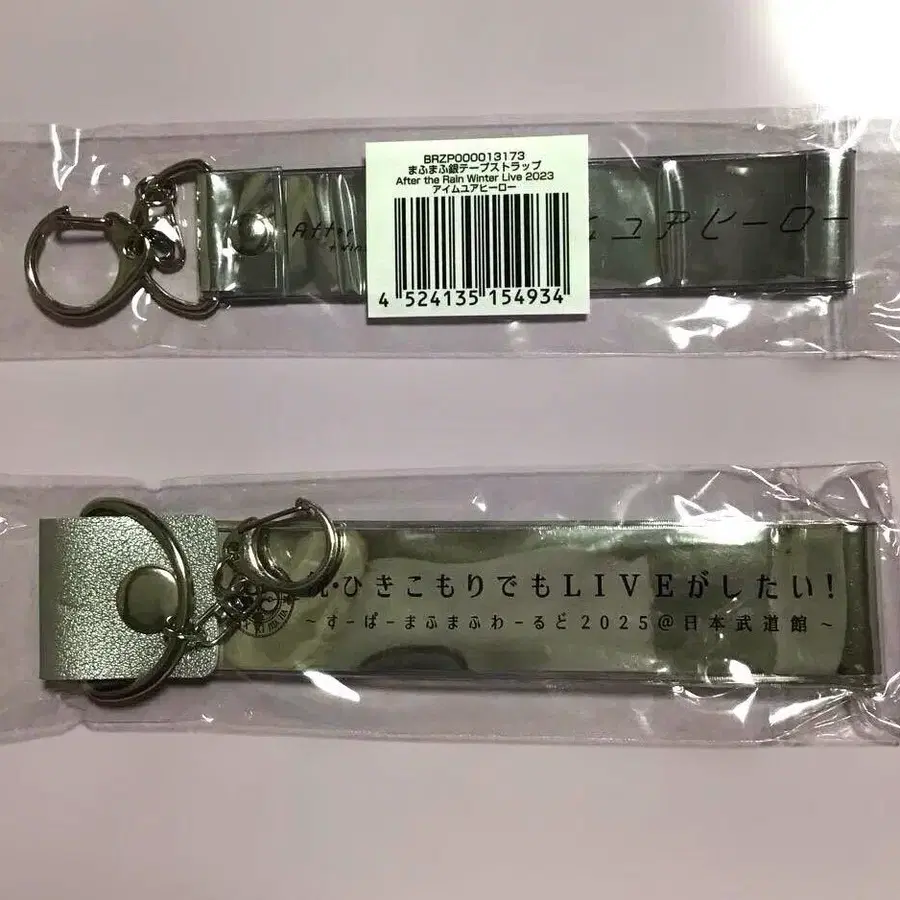 BRZP000013173
まふまふ銀テープストラップ
After the Rain Winter Live 2023
アイムユアヒーロー
4 524135 154934
After ユアヒーロー
・ひきこもりでもLIVEがしたい!
～すーぱーまふまふわーるど2025@日本武道館～